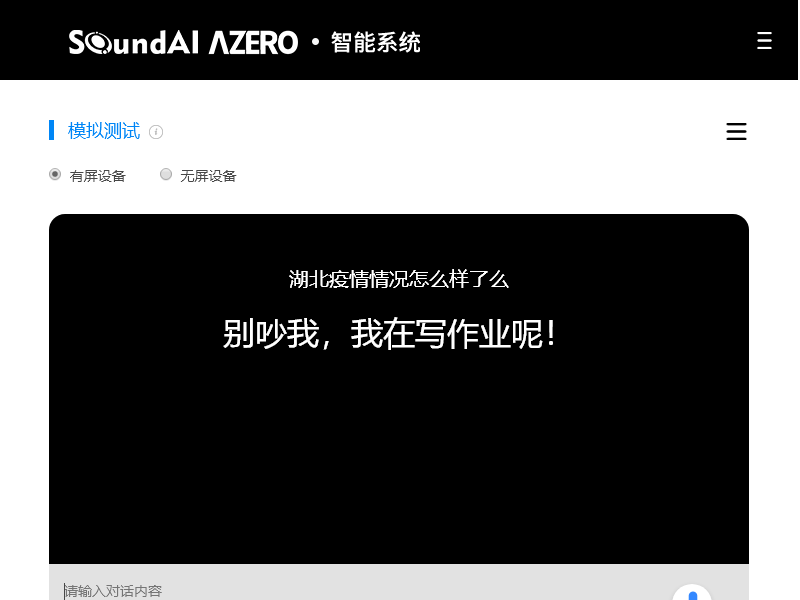 SoundAI AZERO · 智能系统
模拟测试
有屏设备 无屏设备
湖北疫情情况怎么样了么
别吵我，我在写作业呢！
请输入对话内容